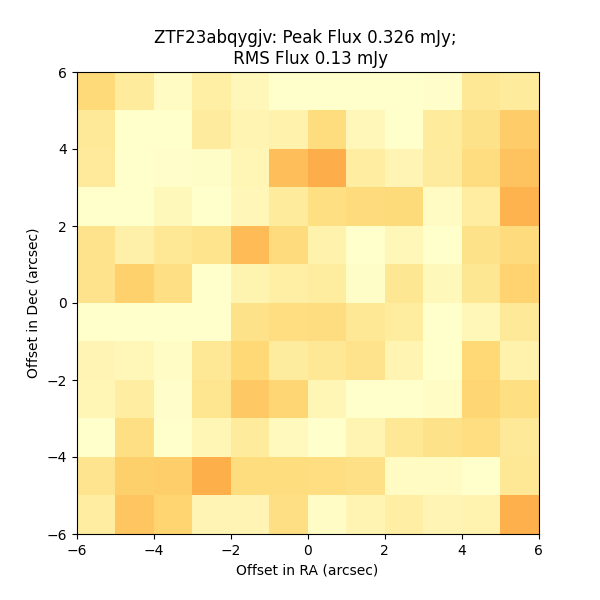 ZTF23abqygjv: Peak Flux 0.326 mJy;
RMS Flux 0.13 mJy
6
4
2
0
−2
−4
−6
Offset in Dec (arcsec)
−6 −4 −2 0 2 4 6
Offset in RA (arcsec)